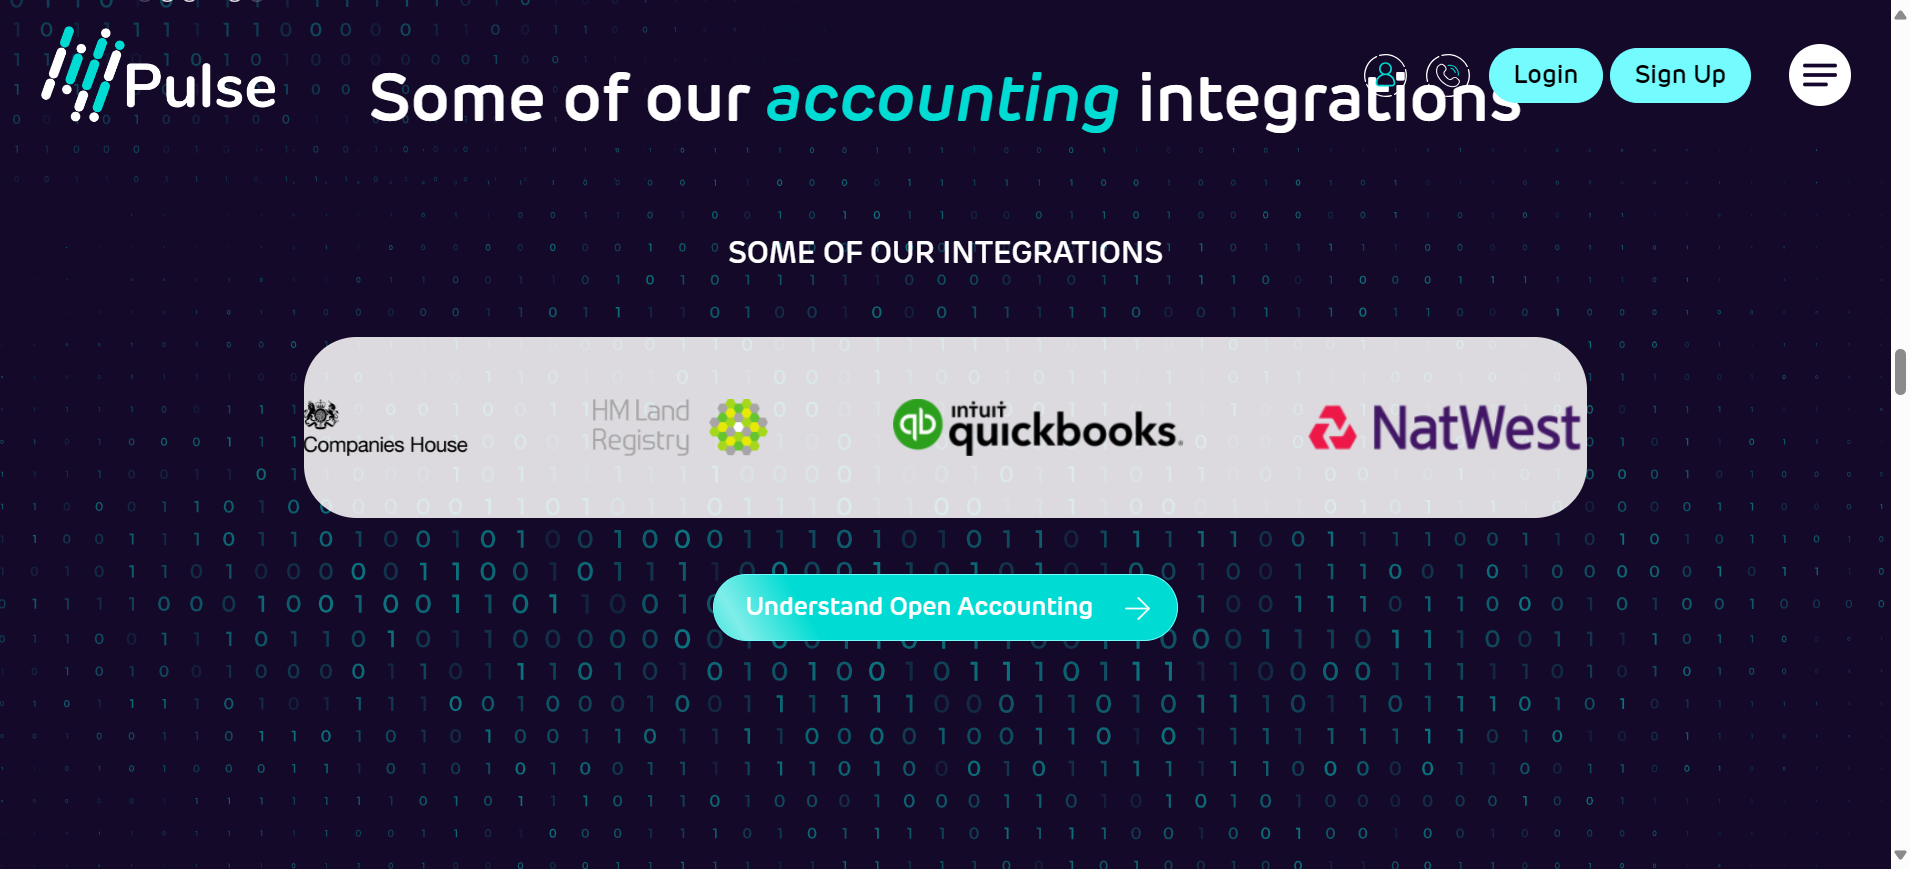 Pulse
Some of our accounting integrations
Login
Sign Up
SOME OF OUR INTEGRATIONS
Companies House
HM Land
Registry
qb
intuit
quickbooks
NatWest
Understand Open Accounting